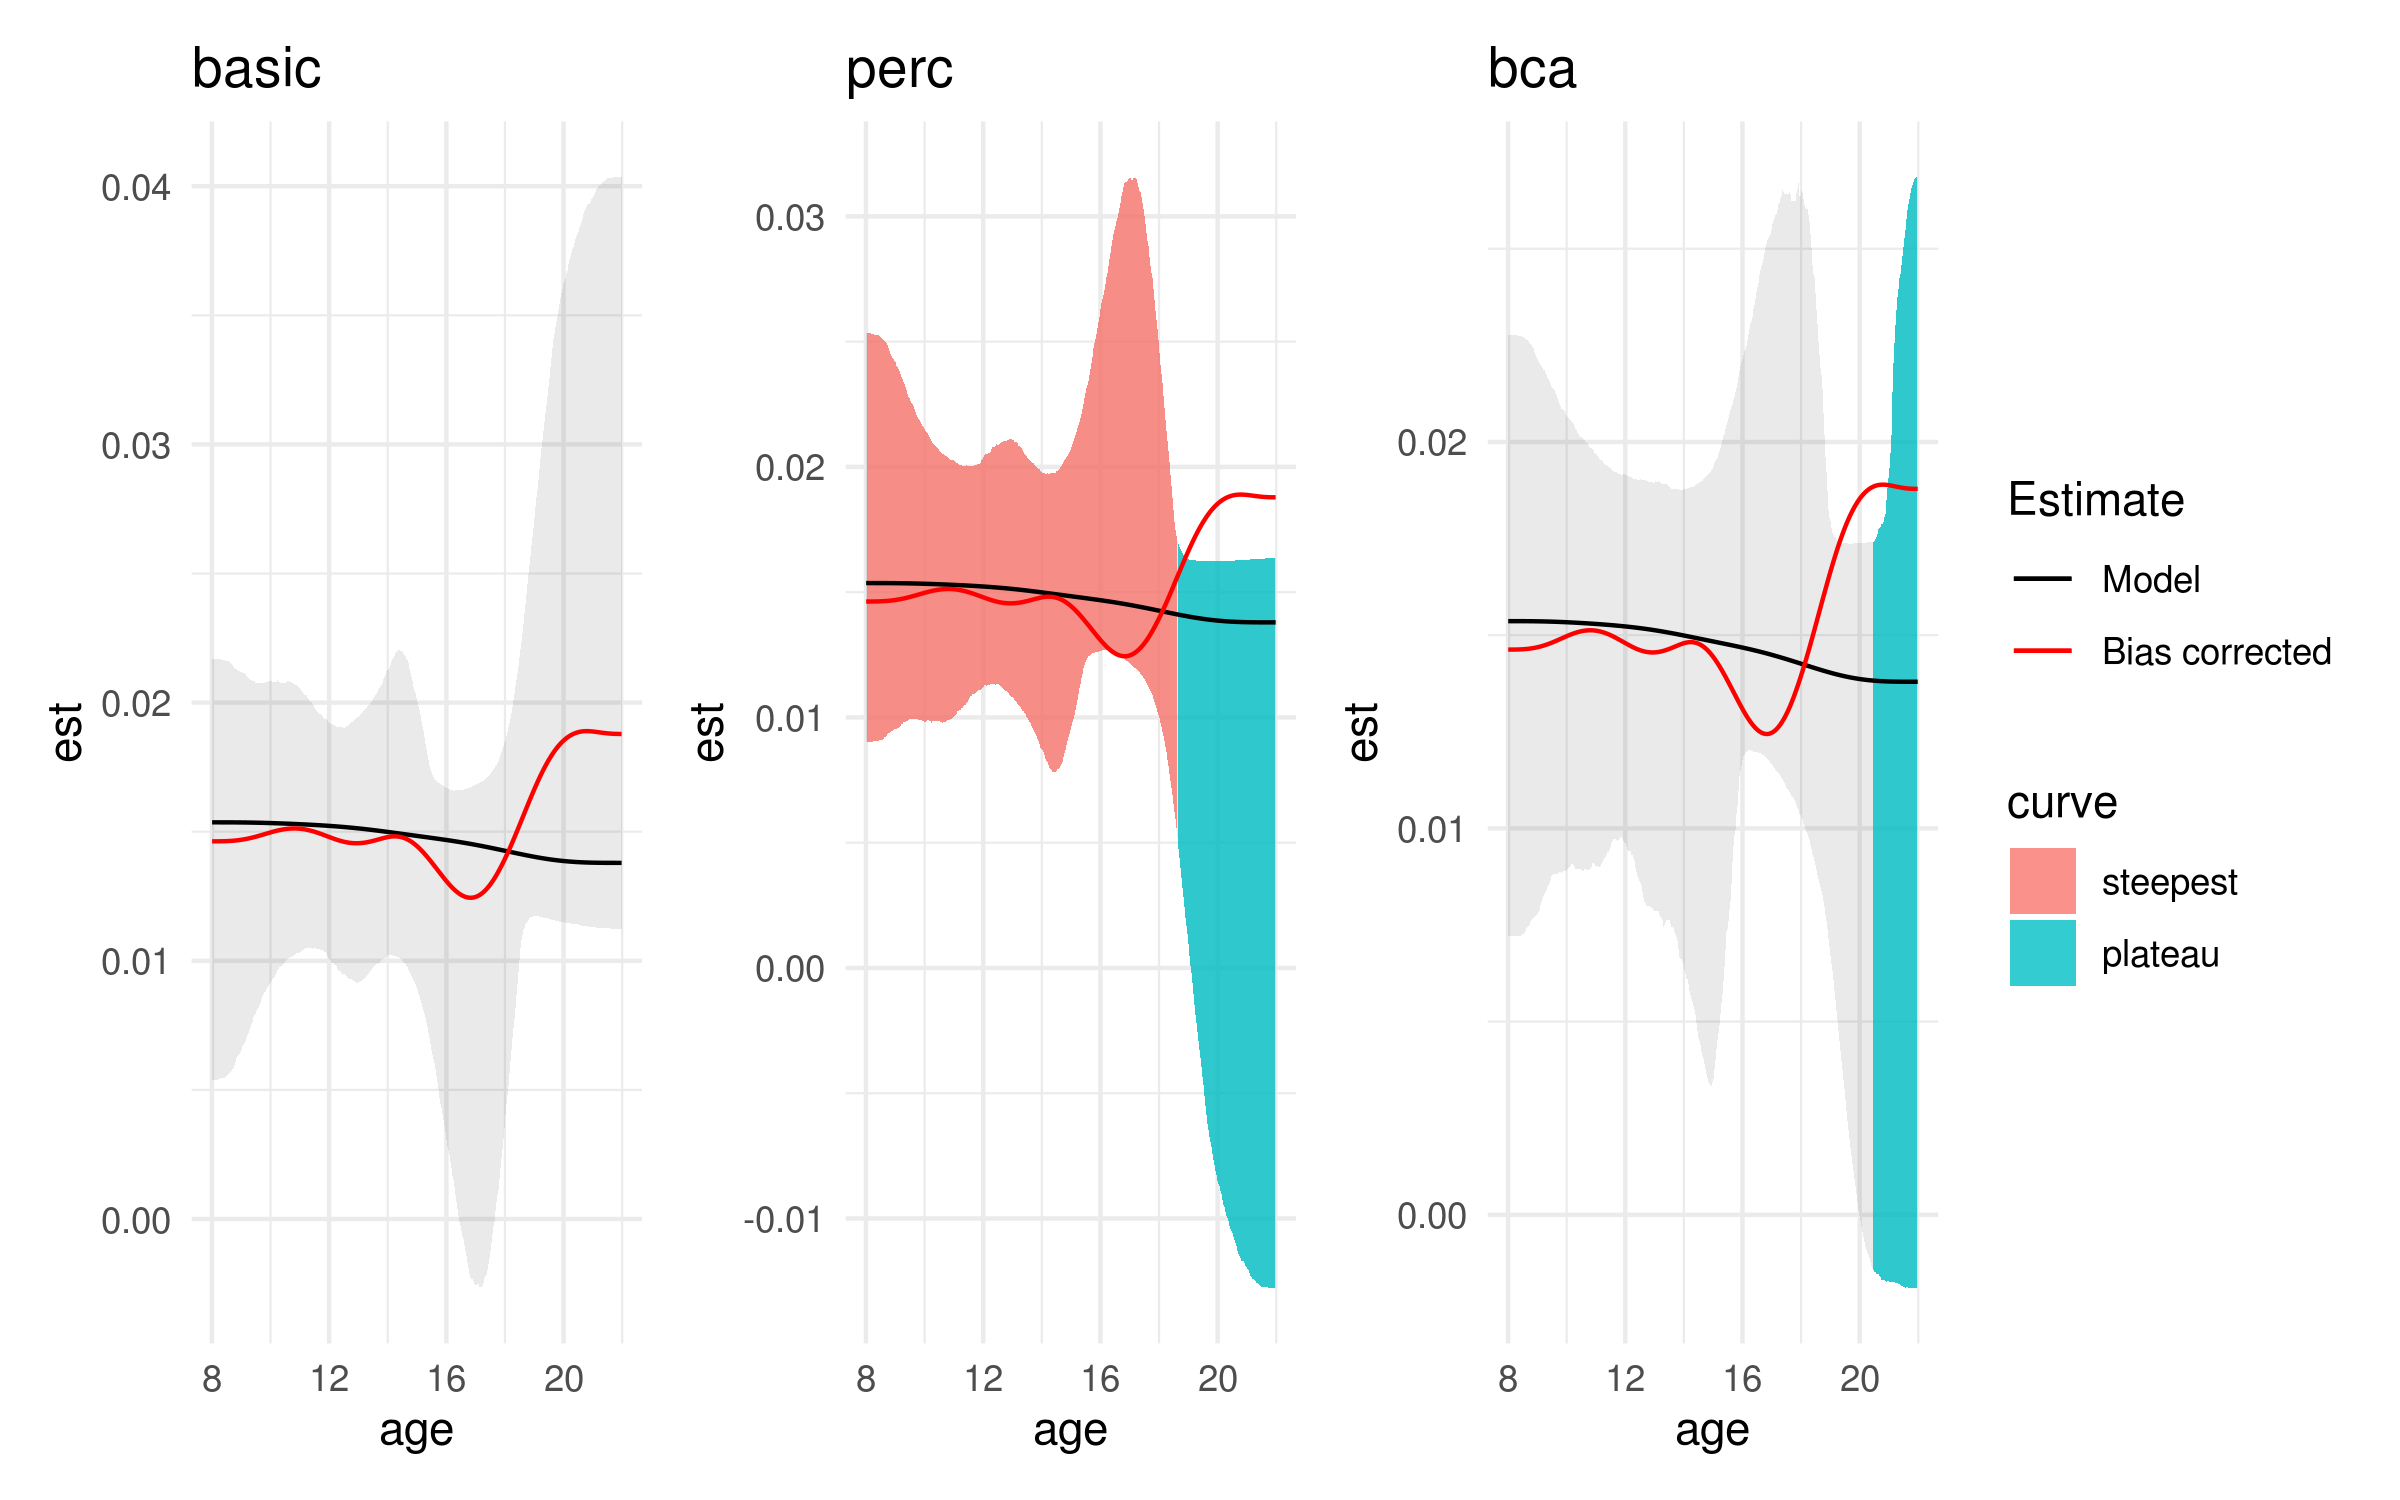 basic
perc
bca
0.04
0.03
0.02
0.01
0.00
est
8 12 16 20
age
0.03
0.02
0.01
0.00
-0.01
est
8 12 16 20
age
0.02
0.01
0.00
est
8 12 16 20
age
Estimate
Model
Bias corrected
curve
steepest
plateau